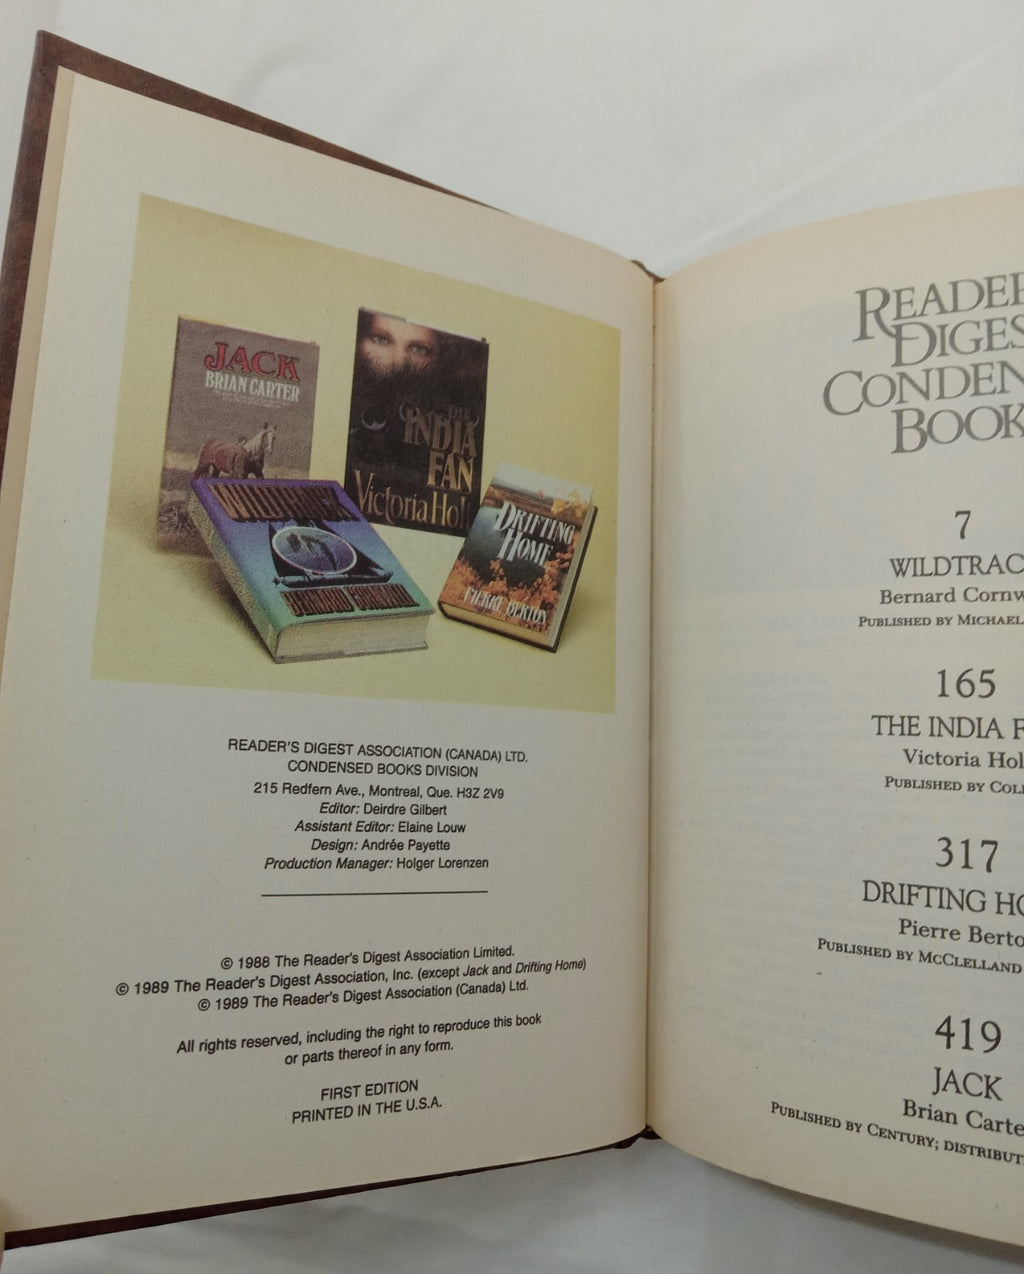 JACK
BRIAN CARTER
THE
INDIA
FAN
Victoria Hol
WILDTRACK
BERNARD CORNWELL
DRIFTING
HOME
PIERRE BERTON
READER'S DIGEST ASSOCIATION (CANADA) LTD.
CONDENSED BOOKS DIVISION
215 Redfern Ave., Montreal, Que. H3Z 2V9
Editor: Deirdre Gilbert
Assistant Editor: Elaine Louw
Design: Andrée Payette
Production Manager: Holger Lorenzen
© 1988 The Reader's Digest Association Limited.
© 1989 The Reader's Digest Association, Inc. (except Jack and Drifting Home)
© 1989 The Reader's Digest Association (Canada) Ltd.
All rights reserved, including the right to reproduce this book
or parts thereof in any form.
FIRST EDITION
PRINTED IN THE U.S.A.
READER
DIGES
CONDEN
BOOK
7
WILDTRAC
Bernard Cornw
PUBLISHED BY MICHAEL
165
THE INDIA F
Victoria Hol
PUBLISHED BY COL
317
DRIFTING HO
Pierre Berto
PUBLISHED BY MCCLELLAND
419
JACK
Brian Carte
PUBLISHED BY CENTURY; DISTRIBUT